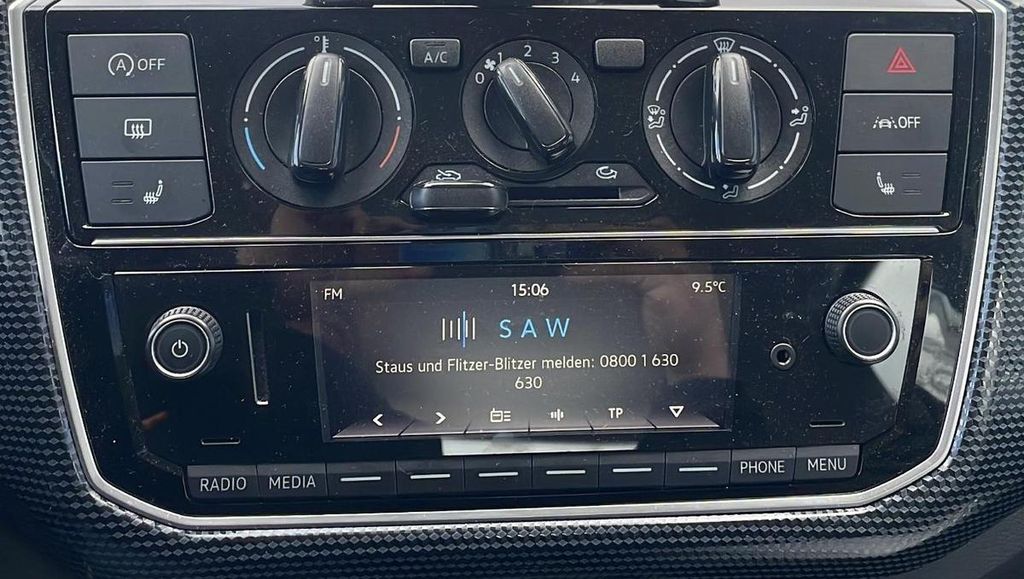 A OFF
A/C
0 1 2 3 4
OFF
FM 15:06 9.5°C
SAW
Staus und Flitzer-Blitzer melden: 0800 1 630
630
< > TP
RADIO MEDIA PHONE MENU